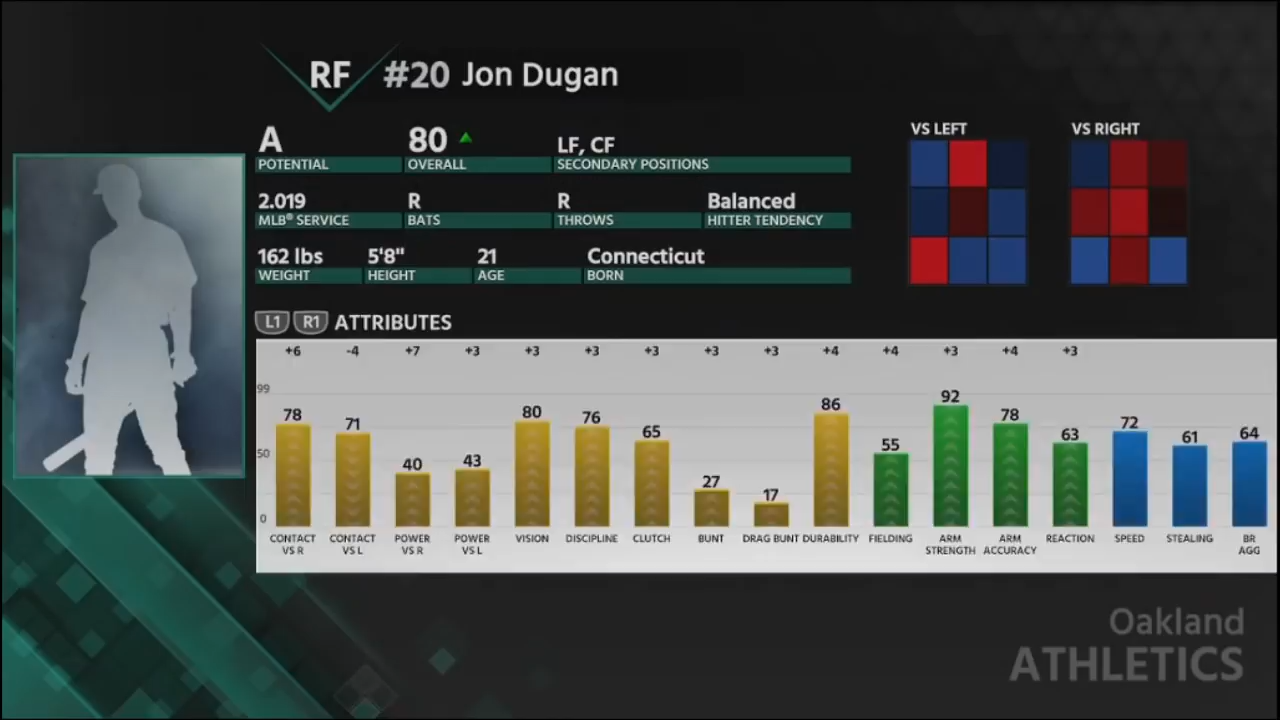 RF #20 Jon Dugan
A 80 LF, CF
POTENTIAL OVERALL SECONDARY POSITIONS
2.019 R R Balanced
MLB® SERVICE BATS THROWS HITTER TENDENCY
162 lbs 5'8" 21 Connecticut
WEIGHT HEIGHT AGE BORN
VS LEFT VS RIGHT
L1 R1 ATTRIBUTES
+6 -4 +7 +3 +3 +3 +3 +3 +3 +4 +4 +3 +4 +3
99
50
0
78 71 40 43 80 76 65 27 17 86 55 92 78 63 72 61 64
CONTACT VS R
CONTACT VS L
POWER VS R
POWER VS L
VISION
DISCIPLINE
CLUTCH
BUNT
DRAG BUNT
DURABILITY
FIELDING
ARM STRENGTH
ARM ACCURACY
REACTION
SPEED
STEALING
BR AGG
Oakland
ATHLETICS